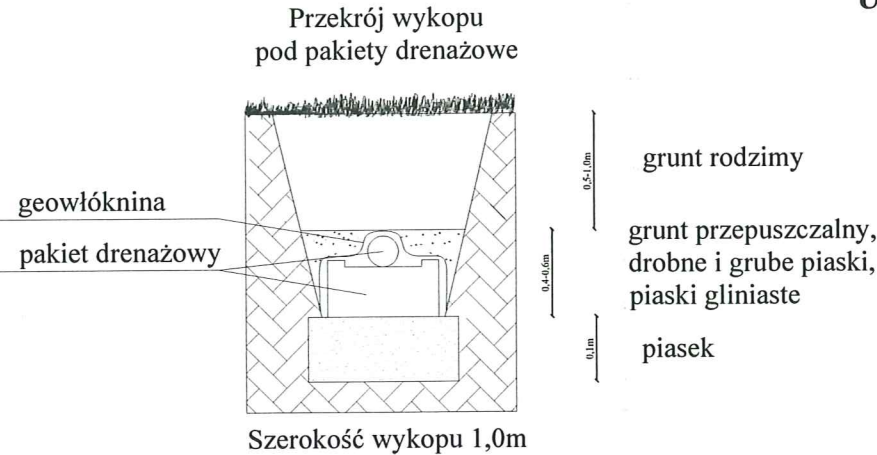 Przekrój wykopu
pod pakiety drenażowe
geowłóknina
pakiet drenażowy
0,5-1,0m
grunt rodzimy
0,4-0,6m
grunt przepuszczalny,
drobne i grube piaski,
piaski gliniaste
0,1m
piasek
Szerokość wykopu 1,0m